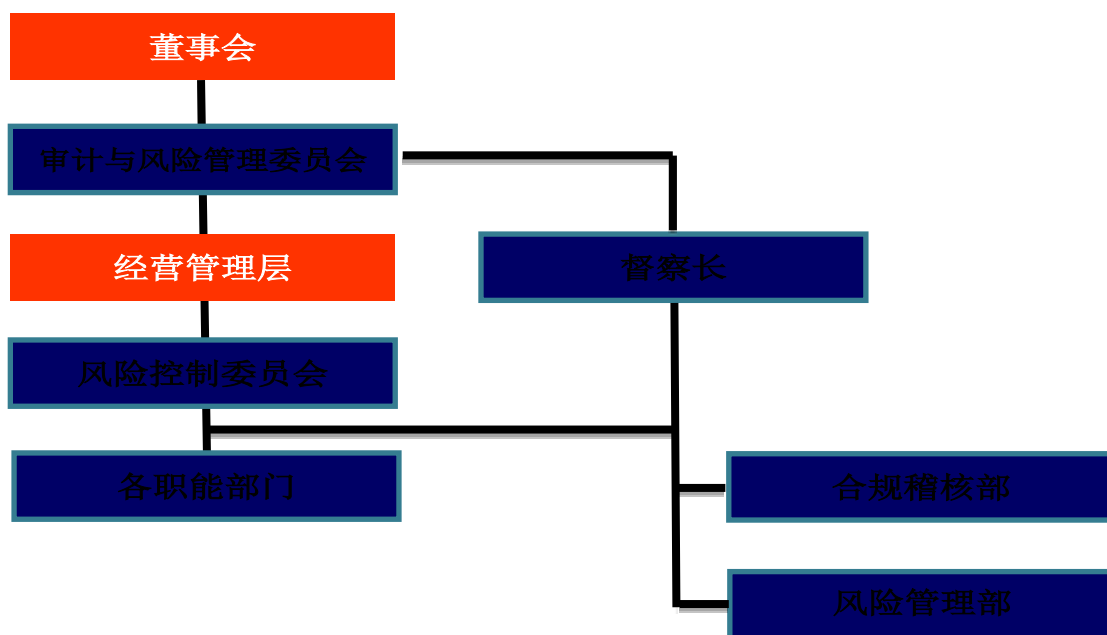 董事会
审计与风险管理委员会
经营管理层
督察长
风险控制委员会
各职能部门
合规稽核部
风险管理部